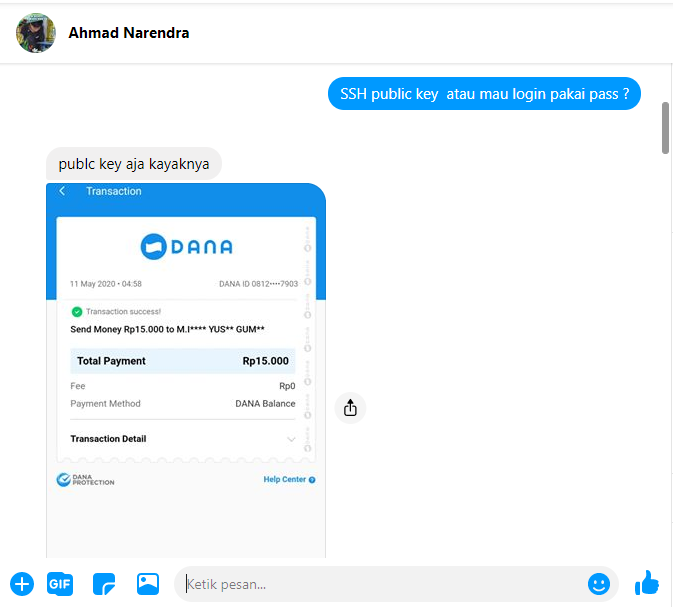 Ahmad Narendra
SSH public key atau mau login pakai pass ?
publc key aja kayaknya
Transaction
DANA
11 May 2020 • 04:58 DANA ID 0812••••7903
Transaction success!
Send Money Rp15.000 to M.I**** YUS** GUM**
Total Payment Rp15.000
Fee Rp0
Payment Method DANA Balance
Transaction Detail
DANA
PROTECTION
Help Center ?
GIF
Ketik pesan...